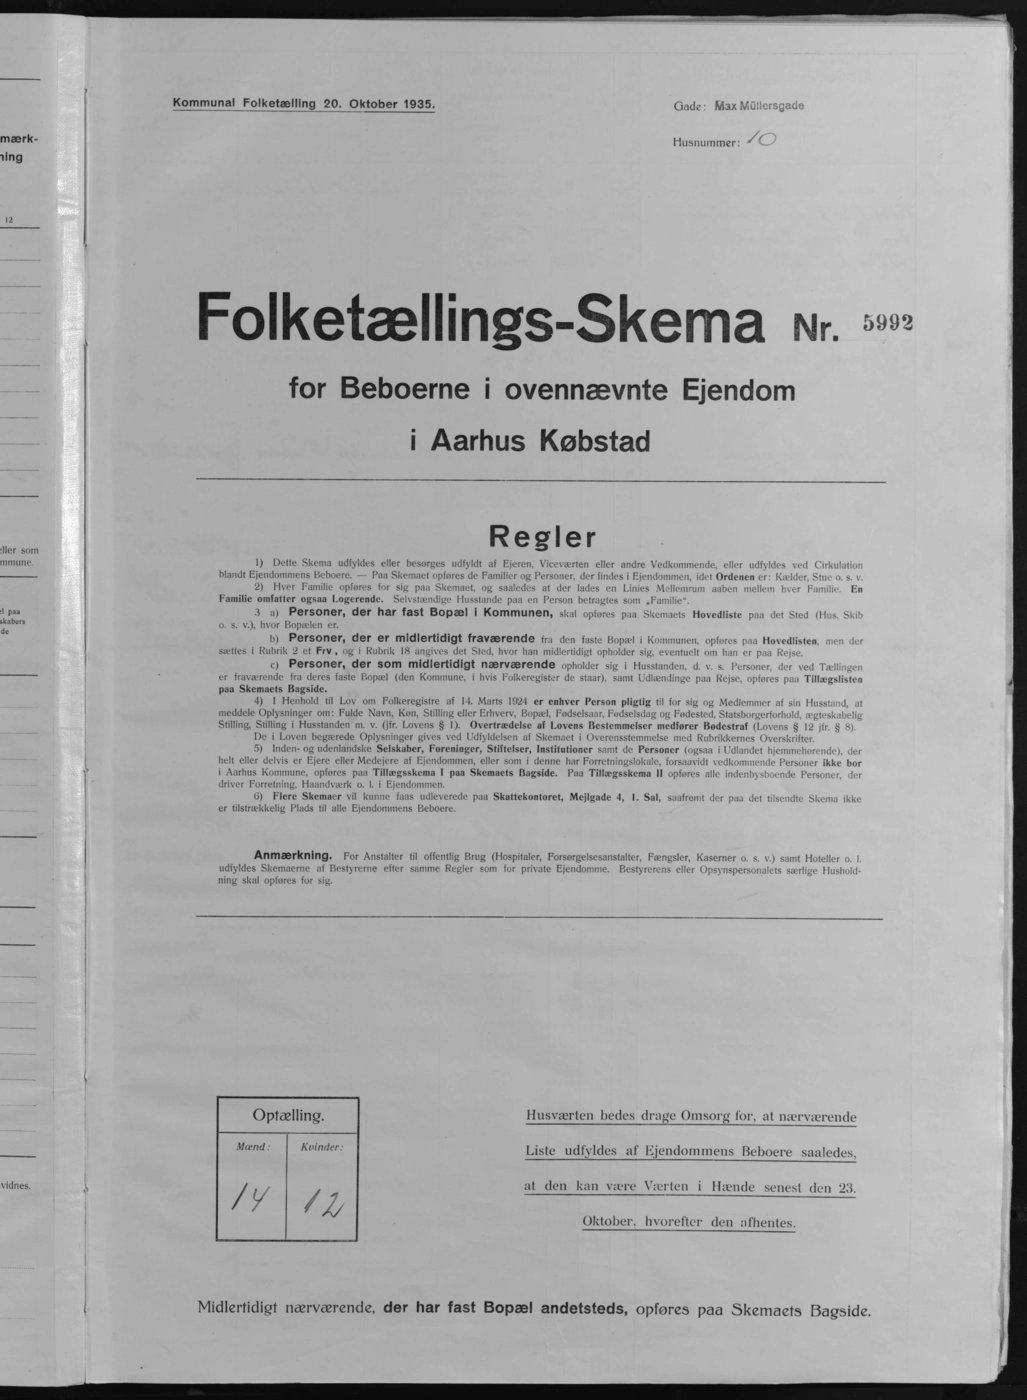 mærk-
ning
12
eller som
mmune.
el paa
skabers
de
vidnes.
Kommunal Folketælling 20. Oktober 1935.
Gade: Max Müllersgade
Husnummer: 10
Folketællings-Skema Nr. 5992
for Beboerne i ovennævnte Ejendom
i Aarhus Købstad
Regler
1) Dette Skema udfyldes eller besørges udfyldt af Ejeren, Viceværten eller andre Vedkommende, eller udfyldes ved Cirkulation
blandt Ejendommens Beboere. — Paa Skemaet opføres de Familier og Personer, der findes i Ejendommen, idet Ordenen er: Kælder, Stue o. s. v.
2) Hver Familie opføres for sig paa Skemaet, og saaledes at der lades en Linies Mellemrum aaben mellem hver Familie. En
Familie omfatter ogsaa Logerende. Selvstændige Husstande paa en Person betragtes som „Familie".
3 a) Personer, der har fast Bopæl i Kommunen, skal opføres paa Skemaets Hovedliste paa det Sted (Hus, Skib
o. s. v.), hvor Bopælen er.
b) Personer, der er midlertidigt fraværende fra den faste Bopæl i Kommunen, opføres paa Hovedlisten, men der
sættes i Rubrik 2 et Frv., og i Rubrik 18 angives det Sted, hvor han midlertidigt opholder sig, eventuelt om han er paa Rejse.
c) Personer, der som midlertidigt nærværende opholder sig i Husstanden, d. v. s. Personer, der ved Tællingen
er fraværende fra deres faste Bopæl (den Kommune, i hvis Folkeregister de staar), samt Udlændinge paa Rejse, opføres paa Tillægslisten
paa Skemaets Bagside.
4) I Henhold til Lov om Folkeregistre af 14. Marts 1924 er enhver Person pligtig til for sig og Medlemmer af sin Husstand, at
meddele Oplysninger om: Fulde Navn, Køn, Stilling eller Erhverv, Bopæl, Fødselsaar, Fødselsdag og Fødested, Statsborgerforhold, ægteskabelig
Stilling, Stilling i Husstanden m. v. (jfr. Lovens § 1). Overtrædelse af Lovens Bestemmelser medfører Bødestraf (Lovens § 12 jfr. § 8).
De i Loven begærede Oplysninger gives ved Udfyldelsen af Skemaet i Overensstemmelse med Rubrikkernes Overskrifter.
5) Inden- og udenlandske Selskaber, Foreninger, Stiftelser, Institutioner samt de Personer (ogsaa i Udlandet hjemmehørende), der
helt eller delvis er Ejere eller Medejere af Ejendommen, eller som i denne har Forretningslokale, forsaavidt vedkommende Personer ikke bor
i Aarhus Kommune, opføres paa Tillægsskema I paa Skemaets Bagside. Paa Tillægsskema II opføres alle indenbysboende Personer, der
driver Forretning, Haandværk o. l. i Ejendommen.
6) Flere Skemaer vil kunne faas udleverede paa Skattekontoret, Mejlgade 4, 1. Sal, saafremt der paa det tilsendte Skema ikke
er tilstrækkelig Plads til alle Ejendommens Beboere.
Anmærkning. For Anstalter til offentlig Brug (Hospitaler, Forsørgelsesanstalter, Fængsler, Kaserner o. s. v.) samt Hoteller o. l.
udfyldes Skemaerne af Bestyrerne efter samme Regler som for private Ejendomme. Bestyrerens eller Opsynspersonalets særlige Hushold-
ning skal opføres for sig.
Optælling.
Mænd: Kvinder:
14 12
Husværten bedes drage Omsorg for, at nærværende
Liste udfyldes af Ejendommens Beboere saaledes,
at den kan være Værten i Hænde senest den 23.
Oktober, hvorefter den afhentes.
Midlertidigt nærværende, der har fast Bopæl andetsteds, opføres paa Skemaets Bagside.